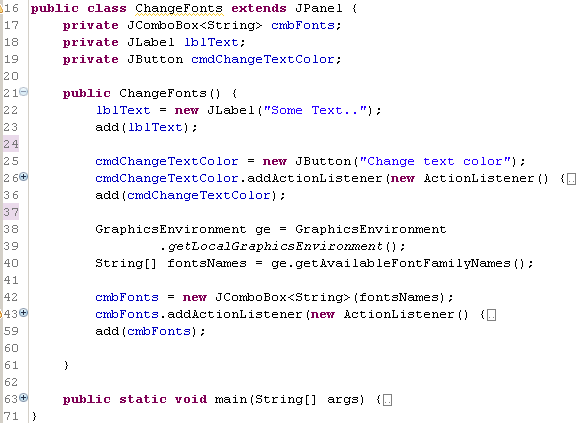 16 public class ChangeFonts extends JPanel {
17     private JComboBox<String> cmbFonts;
18     private JLabel lblText;
19     private JButton cmdChangeTextColor;
20
21     public ChangeFonts() {
22         lblText = new JLabel("Some Text..");
23         add(lblText);
24
25         cmdChangeTextColor = new JButton("Change text color");
26         cmdChangeTextColor.addActionListener(new ActionListener() {
36         add(cmdChangeTextColor);
37
38         GraphicsEnvironment ge = GraphicsEnvironment
39                 .getLocalGraphicsEnvironment();
40         String[] fontsNames = ge.getAvailableFontFamilyNames();
41
42         cmbFonts = new JComboBox<String>(fontsNames);
43         cmbFonts.addActionListener(new ActionListener() {
59         add(cmbFonts);
60
61     }
62
63     public static void main(String[] args) {
71 }